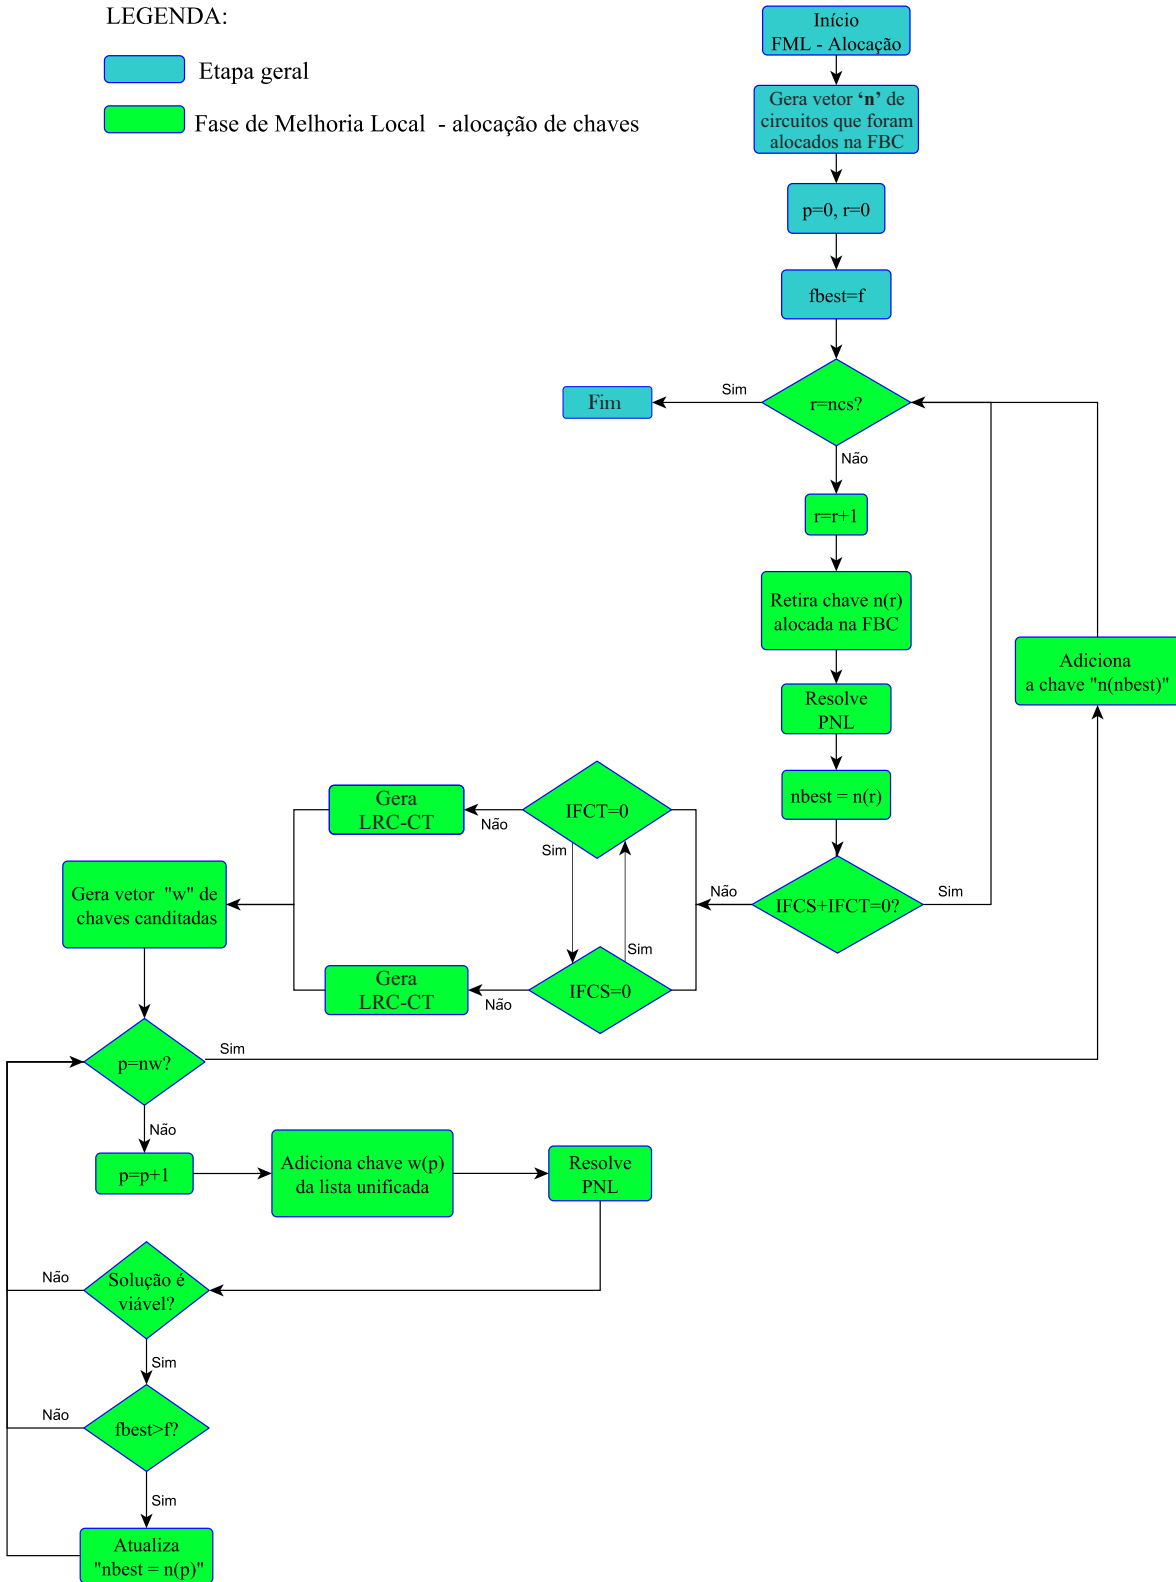 LEGENDA:
Etapa geral
Fase de Melhoria Local - alocação de chaves
Início
FML - Alocação
Gera vetor ‘n’ de
circuitos que foram
alocados na FBC
p=0, r=0
fbest=f
r=ncs?
Sim
Fim
Não
r=r+1
Retira chave n(r)
alocada na FBC
Resolve
PNL
nbest = n(r)
IFCS+IFCT=0?
Sim
Não
Adiciona
a chave "n(nbest)"
IFCT=0
Não
Sim
Gera
LRC-CT
IFCS=0
Sim
Não
Gera
LRC-CT
Gera vetor "w" de
chaves canditadas
p=nw?
Sim
Não
p=p+1
Adiciona chave w(p)
da lista unificada
Resolve
PNL
Solução é
viável?
Não
Sim
fbest>f?
Não
Sim
Atualiza
"nbest = n(p)"